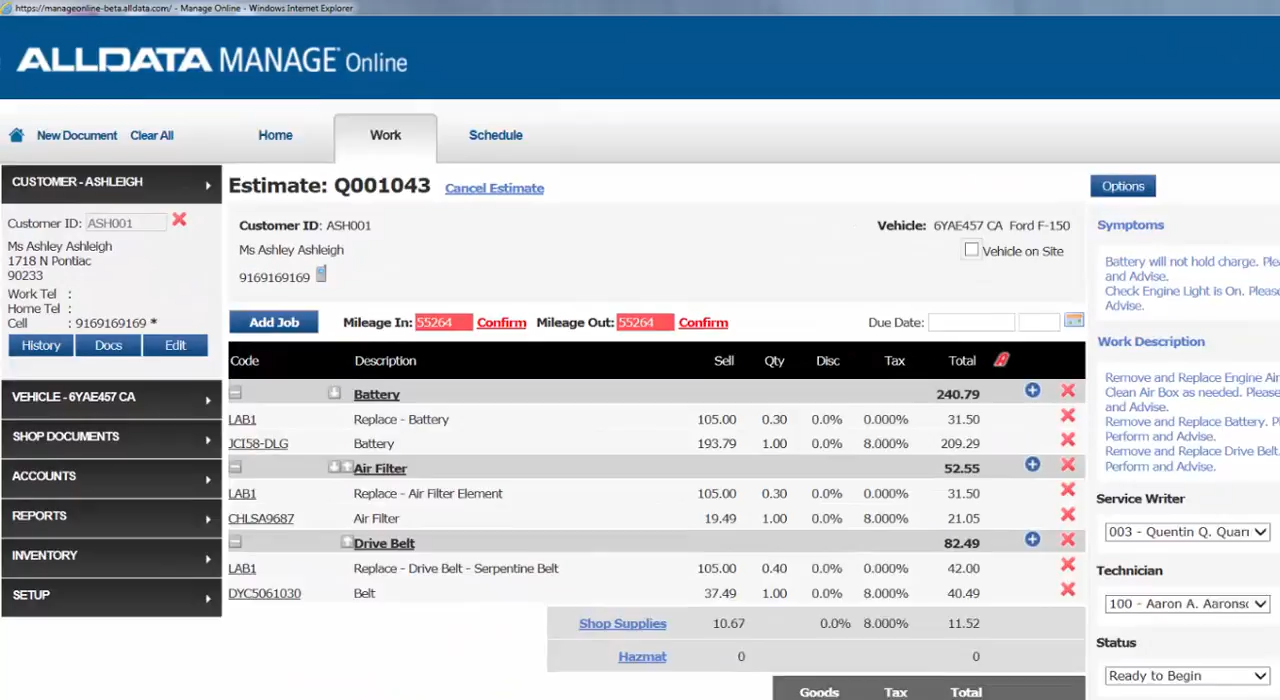 https://manageonline-beta.alldata.com/ - Manage Online - Windows Internet Explorer
ALLDATA MANAGE Online
New Document Clear All Home Work Schedule
CUSTOMER - ASHLEIGH
Customer ID: ASH001
Ms Ashley Ashleigh
1718 N Pontiac
90233
Work Tel :
Home Tel :
Cell : 9169169169 *
History Docs Edit
VEHICLE - 6YAE457 CA
SHOP DOCUMENTS
ACCOUNTS
REPORTS
INVENTORY
SETUP
Estimate: Q001043 Cancel Estimate
Customer ID: ASH001 Vehicle: 6YAE457 CA Ford F-150
Ms Ashley Ashleigh Vehicle on Site
9169169169
Add Job Mileage In: 55264 Confirm Mileage Out: 55264 Confirm Due Date:
Code Description Sell Qty Disc Tax Total
Battery 240.79
LAB1 Replace - Battery 105.00 0.30 0.0% 0.000% 31.50
JCI58-DLG Battery 193.79 1.00 0.0% 8.000% 209.29
Air Filter 52.55
LAB1 Replace - Air Filter Element 105.00 0.30 0.0% 0.000% 31.50
CHLSA9687 Air Filter 19.49 1.00 0.0% 8.000% 21.05
Drive Belt 82.49
LAB1 Replace - Drive Belt - Serpentine Belt 105.00 0.40 0.0% 0.000% 42.00
DYC5061030 Belt 37.49 1.00 0.0% 8.000% 40.49
Shop Supplies 10.67 0.0% 8.000% 11.52
Hazmat 0 0
Goods Tax Total
Options
Symptoms
Battery will not hold charge. Plea
and Advise.
Check Engine Light is On. Please
Advise.
Work Description
Remove and Replace Engine Air
Clean Air Box as needed. Please
and Advise.
Remove and Replace Battery. Pl
Perform and Advise.
Remove and Replace Drive Belt.
Perform and Advise.
Service Writer
003 - Quentin Q. Quarr
Technician
100 - Aaron A. Aaronso
Status
Ready to Begin